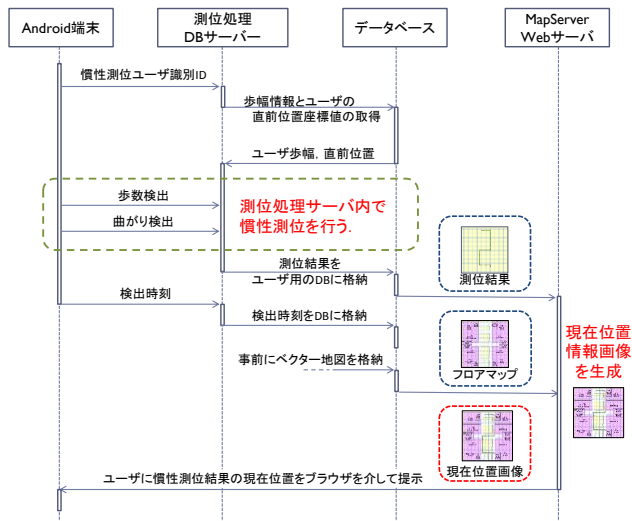 Android端末
測位処理
DBサーバー
データベース
MapServer
Webサーバ
慣性測位ユーザ識別ID
歩幅情報とユーザの
直前位置座標値の取得
ユーザ歩幅，直前位置
歩数検出
曲がり検出
測位処理サーバ内で
慣性測位を行う.
測位結果を
ユーザ用のDBに格納
測位結果
検出時刻
検出時刻をDBに格納
事前にベクター地図を格納
フロアマップ
現在位置
情報画像
を生成
現在位置画像
ユーザに慣性測位結果の現在位置をブラウザを介して提示